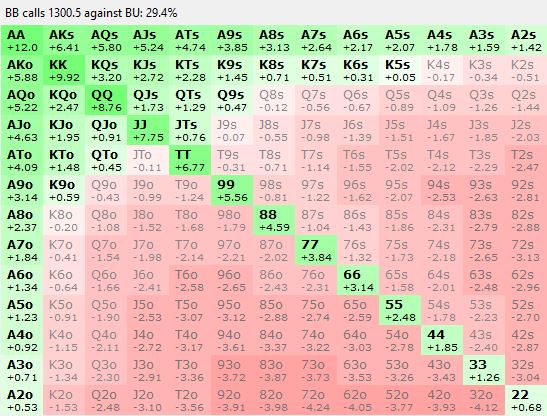 BB calls 1300.5 against BU: 29.4%
AA AKs AQs AJs ATs A9s A8s A7s A6s A5s A4s A3s A2s
+12.0 +6.41 +5.80 +5.24 +4.74 +3.85 +3.13 +2.64 +2.17 +2.07 +1.78 +1.59 +1.42
AKo KK KQs KJs KTs K9s K8s K7s K6s K5s K4s K3s K2s
+5.88 +9.92 +3.20 +2.72 +2.28 +1.45 +0.71 +0.51 +0.31 +0.05 -0.17 -0.34 -0.51
AQo KQo QQ QJs QTs Q9s Q8s Q7s Q6s Q5s Q4s Q3s Q2s
+5.22 +2.47 +8.76 +1.73 +1.29 +0.47 -0.12 -0.56 -0.67 -0.89 -1.09 -1.26 -1.44
AJo KJo QJo JJ JTs J9s J8s J7s J6s J5s J4s J3s J2s
+4.63 +1.95 +0.91 +7.75 +0.76 -0.07 -0.55 -0.98 -1.39 -1.51 -1.67 -1.85 -2.03
ATo KTo QTo JTo TT T9s T8s T7s T6s T5s T4s T3s T2s
+4.09 +1.48 +0.45 -0.11 +6.77 -0.31 -0.71 -1.14 -1.55 -2.02 -2.12 -2.29 -2.47
A9o K9o Q9o J9o T9o 99 98s 97s 96s 95s 94s 93s 92s
+3.14 +0.59 -0.43 -0.99 -1.24 +5.56 -0.81 -1.22 -1.62 -2.07 -2.53 -2.63 -2.81
A8o K8o Q8o J8o T8o 98o 88 87s 86s 85s 84s 83s 82s
+2.37 -0.20 -1.08 -1.52 -1.68 -1.79 +4.59 -1.04 -1.43 -1.86 -2.31 -2.79 -2.88
A7o K7o Q7o J7o T7o 97o 87o 77 76s 75s 74s 73s 72s
+1.84 -0.41 -1.54 -1.98 -2.14 -2.21 -2.02 +3.84 -1.32 -1.73 -2.18 -2.65 -3.13
A6o K6o Q6o J6o T6o 96o 86o 76o 66 65s 64s 63s 62s
+1.34 -0.64 -1.66 -2.41 -2.58 -2.65 -2.43 -2.31 +3.14 -1.58 -2.01 -2.48 -2.96
A5o K5o Q5o J5o T5o 95o 85o 75o 65o 55 54s 53s 52s
+1.23 -0.91 -1.90 -2.53 -3.07 -3.12 -2.88 -2.74 -2.59 +2.48 -1.78 -2.23 -2.70
A4o K4o Q4o J4o T4o 94o 84o 74o 64o 54o 44 43s 42s
+0.92 -1.15 -2.11 -2.72 -3.17 -3.61 -3.37 -3.22 -3.03 -2.78 +1.85 -2.40 -2.87
A3o K3o Q3o J3o T3o 93o 83o 73o 63o 53o 43o 33 32s
+0.71 -1.34 -2.30 -2.91 -3.36 -3.72 -3.87 -3.73 -3.53 -3.26 -3.43 +1.26 -3.04
A2o K2o Q2o J2o T2o 92o 82o 72o 62o 52o 42o 32o 22
+0.52 -1.53 -2.48 -3.10 -3.56 -3.91 -3.98 -4.24 -4.05 -3.77 -3.93 -4.12 +0.68